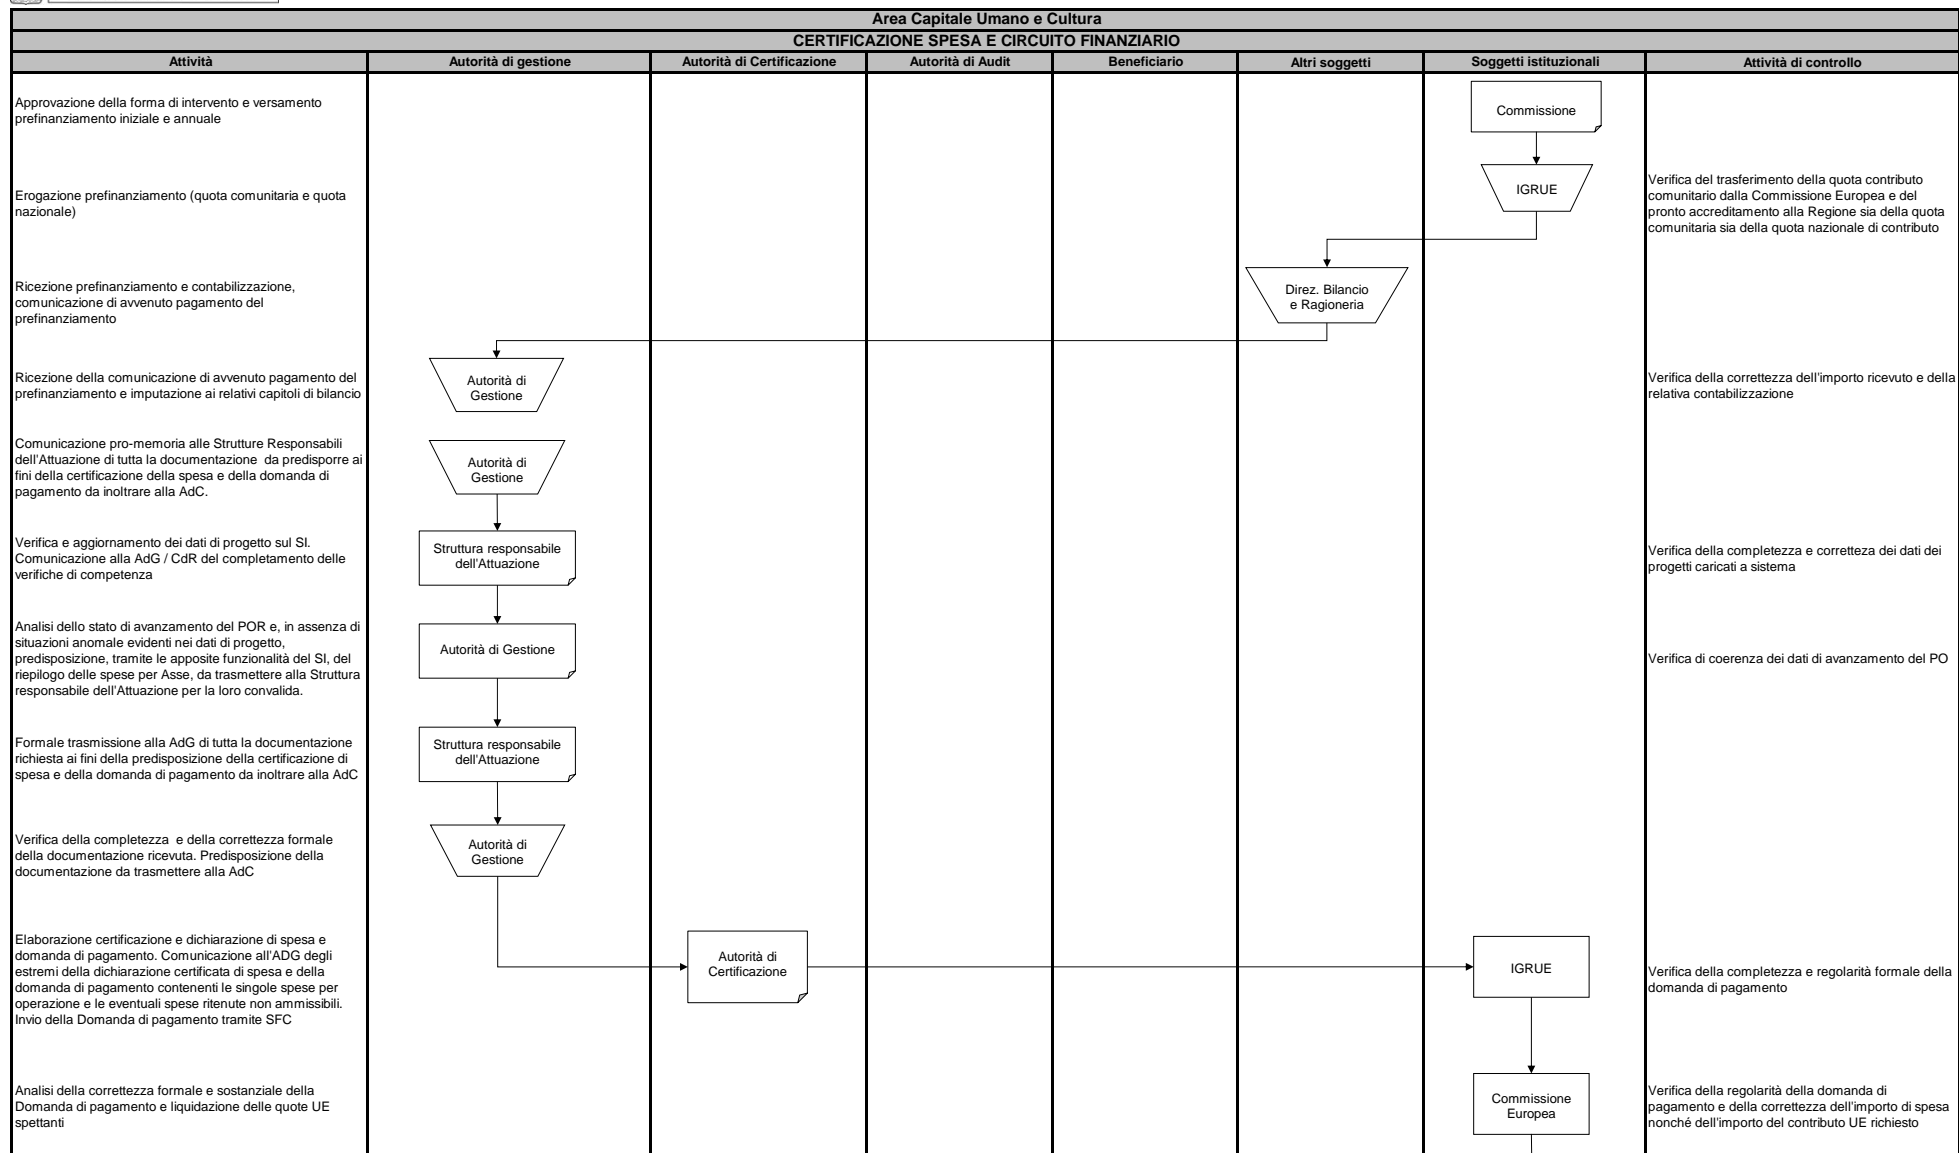 Area Capitale Umano e Cultura
CERTIFICAZIONE SPESA E CIRCUITO FINANZIARIO
Attività
Autorità di gestione
Autorità di Certificazione
Autorità di Audit
Beneficiario
Altri soggetti
Soggetti istituzionali
Attività di controllo
Approvazione della forma di intervento e versamento
prefinanziamento iniziale e annuale
Commissione
Erogazione prefinanziamento (quota comunitaria e quota
nazionale)
IGRUE
Verifica del trasferimento della quota contributo
comunitario dalla Commissione Europea e del
pronto accreditamento alla Regione sia della quota
comunitaria sia della quota nazionale di contributo
Ricezione prefinanziamento e contabilizzazione,
comunicazione di avvenuto pagamento del
prefinanziamento
Direz. Bilancio
e Ragioneria
Ricezione della comunicazione di avvenuto pagamento del
prefinanziamento e imputazione ai relativi capitoli di bilancio
Autorità di
Gestione
Verifica della correttezza dell'importo ricevuto e della
relativa contabilizzazione
Comunicazione pro-memoria alle Strutture Responsabili
dell'Attuazione di tutta la documentazione  da predisporre ai
fini della certificazione della spesa e della domanda di
pagamento da inoltrare alla AdC.
Autorità di
Gestione
Verifica e aggiornamento dei dati di progetto sul SI.
Comunicazione alla AdG / CdR del completamento delle
verifiche di competenza
Struttura responsabile
dell'Attuazione
Verifica della completezza e corretteza dei dati dei
progetti caricati a sistema
Analisi dello stato di avanzamento del POR e, in assenza di
situazioni anomale evidenti nei dati di progetto,
predisposizione, tramite le apposite funzionalità del SI, del
riepilogo delle spese per Asse, da trasmettere alla Struttura
responsabile dell'Attuazione per la loro convalida.
Autorità di Gestione
Verifica di coerenza dei dati di avanzamento del PO
Formale trasmissione alla AdG di tutta la documentazione
richiesta ai fini della predisposizione della certificazione di
spesa e della domanda di pagamento da inoltrare alla AdC
Struttura responsabile
dell'Attuazione
Verifica della completezza  e della correttezza formale
della documentazione ricevuta. Predisposizione della
documentazione da trasmettere alla AdC
Autorità di
Gestione
Elaborazione certificazione e dichiarazione di spesa e
domanda di pagamento. Comunicazione all'ADG degli
estremi della dichiarazione certificata di spesa e della
domanda di pagamento contenenti le singole spese per
operazione e le eventuali spese ritenute non ammissibili.
Invio della Domanda di pagamento tramite SFC
Autorità di
Certificazione
IGRUE
Verifica della completezza e regolarità formale della
domanda di pagamento
Analisi della correttezza formale e sostanziale della
Domanda di pagamento e liquidazione delle quote UE
spettanti
Commissione
Europea
Verifica della regolarità della domanda di
pagamento e della correttezza dell'importo di spesa
nonché dell'importo del contributo UE richiesto